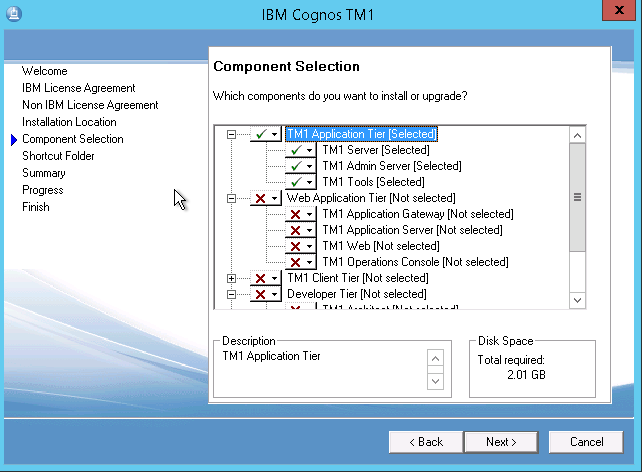 IBM Cognos TM1
x
Welcome
IBM License Agreement
Non IBM License Agreement
Installation Location
Component Selection
Shortcut Folder
Summary
Progress
Finish
Component Selection
Which components do you want to install or upgrade?
TM1 Application Tier [Selected]
TM1 Server [Selected]
TM1 Admin Server [Selected]
TM1 Tools [Selected]
Web Application Tier [Not selected]
TM1 Application Gateway [Not selected]
TM1 Application Server [Not selected]
TM1 Web [Not selected]
TM1 Operations Console [Not selected]
TM1 Client Tier [Not selected]
Developer Tier [Not selected]
TM1 Architect [Not selected]
Description
TM1 Application Tier
Disk Space
Total required:
2.01 GB
< Back
Next >
Cancel